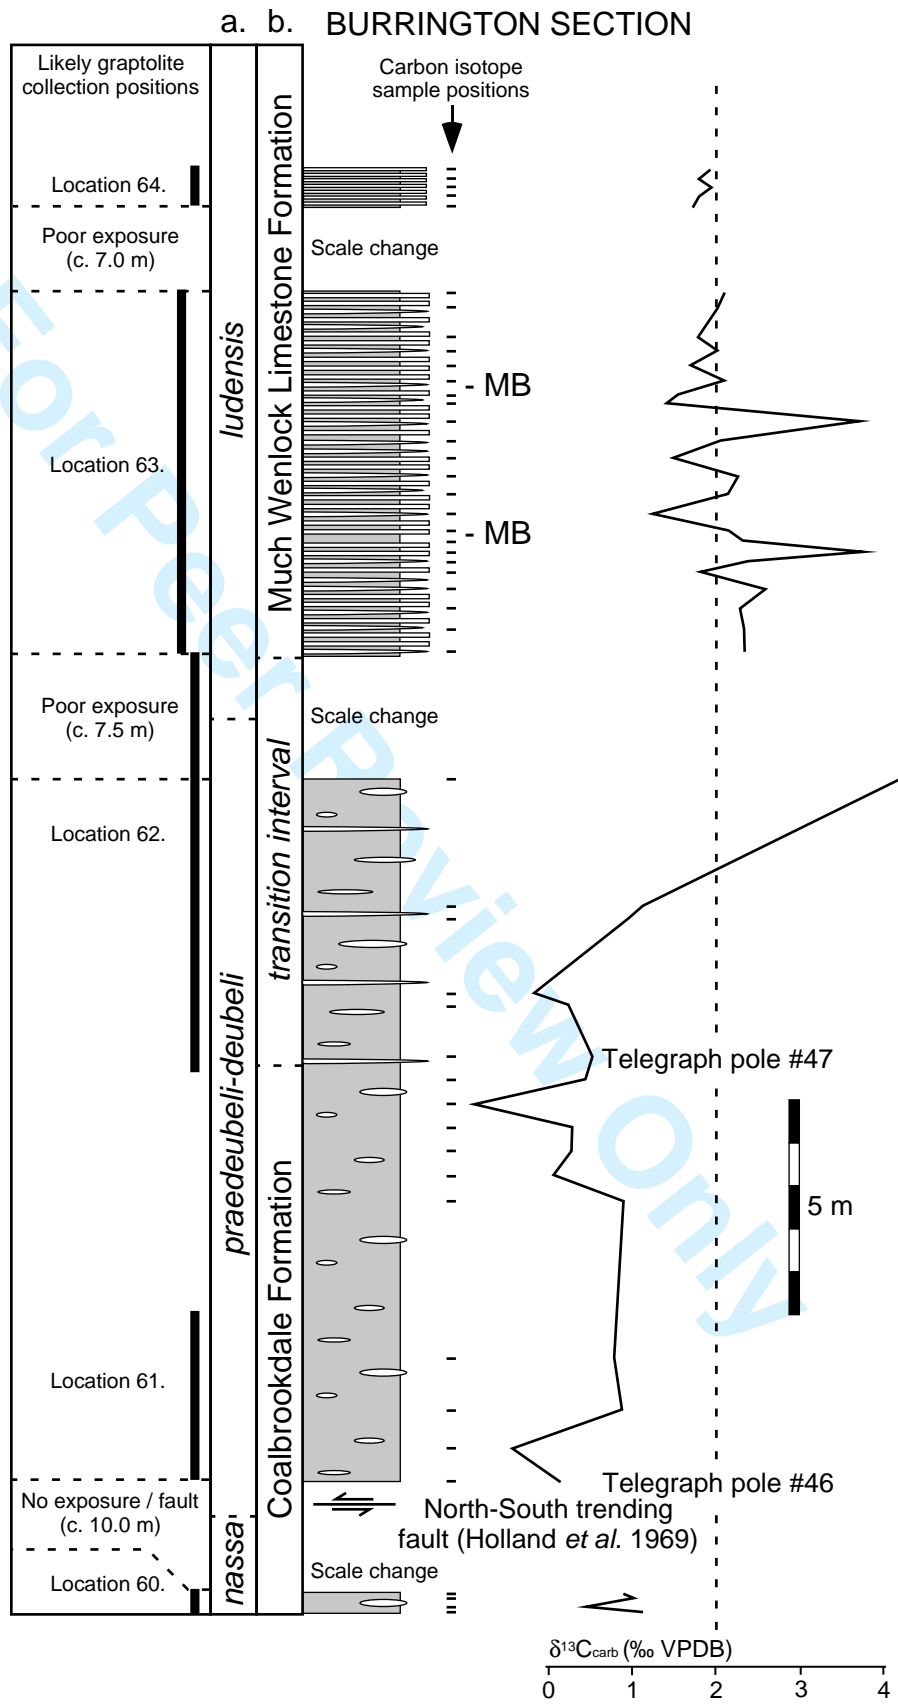 a. b. BURRINGTON SECTION
Likely graptolite
collection positions
Carbon isotope
sample positions
Location 64.
Poor exposure
(c. 7.0 m)
Scale change
ludensis
Much Wenlock Limestone Formation
- MB
Location 63.
- MB
Poor exposure
(c. 7.5 m)
Scale change
Location 62.
transition interval
praedeubeli-deubeli
Telegraph pole #47
5 m
Coalbrookdale Formation
Location 61.
Telegraph pole #46
No exposure / fault
(c. 10.0 m)
North-South trending
fault (Holland et al. 1969)
nassa
Scale change
Location 60.
δ¹³Ccarb (‰ VPDB)
0 1 2 3 4
For Peer Review Only